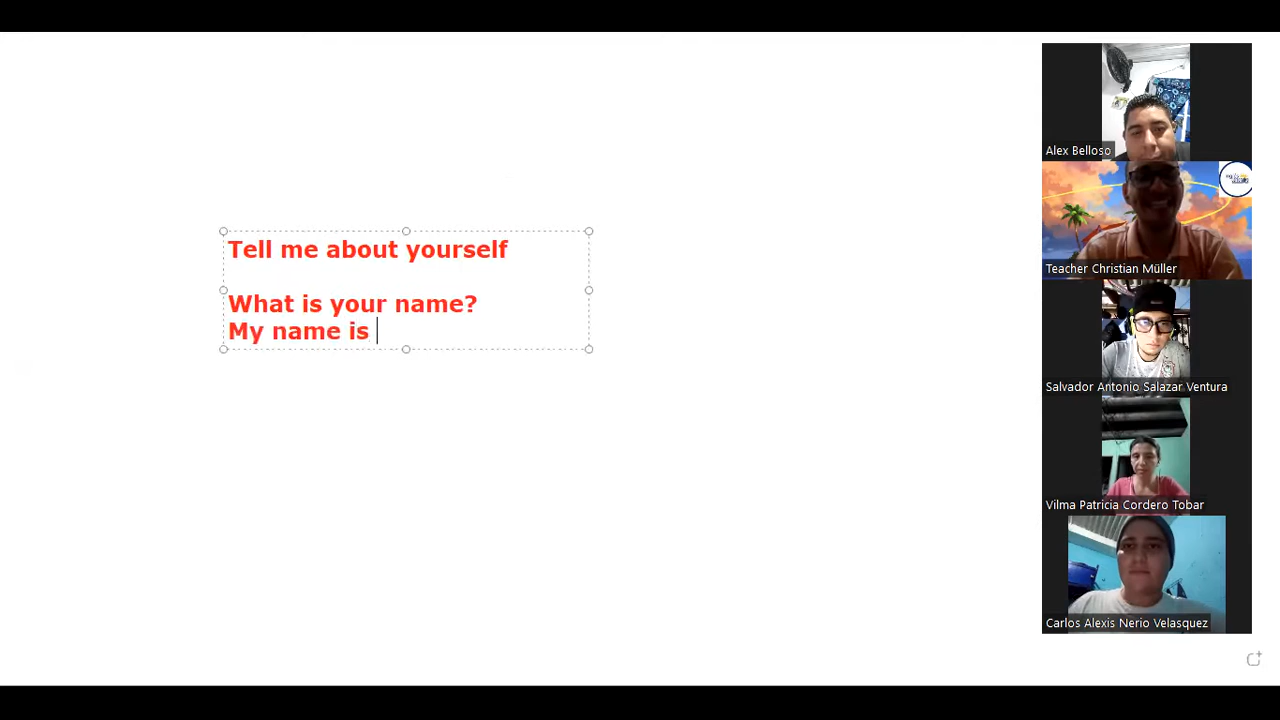 Tell me about yourself
What is your name?
My name is
Alex Belloso
Teacher Christian Müller
Salvador Antonio Salazar Ventura
Vilma Patricia Cordero Tobar
Carlos Alexis Nerio Velasquez